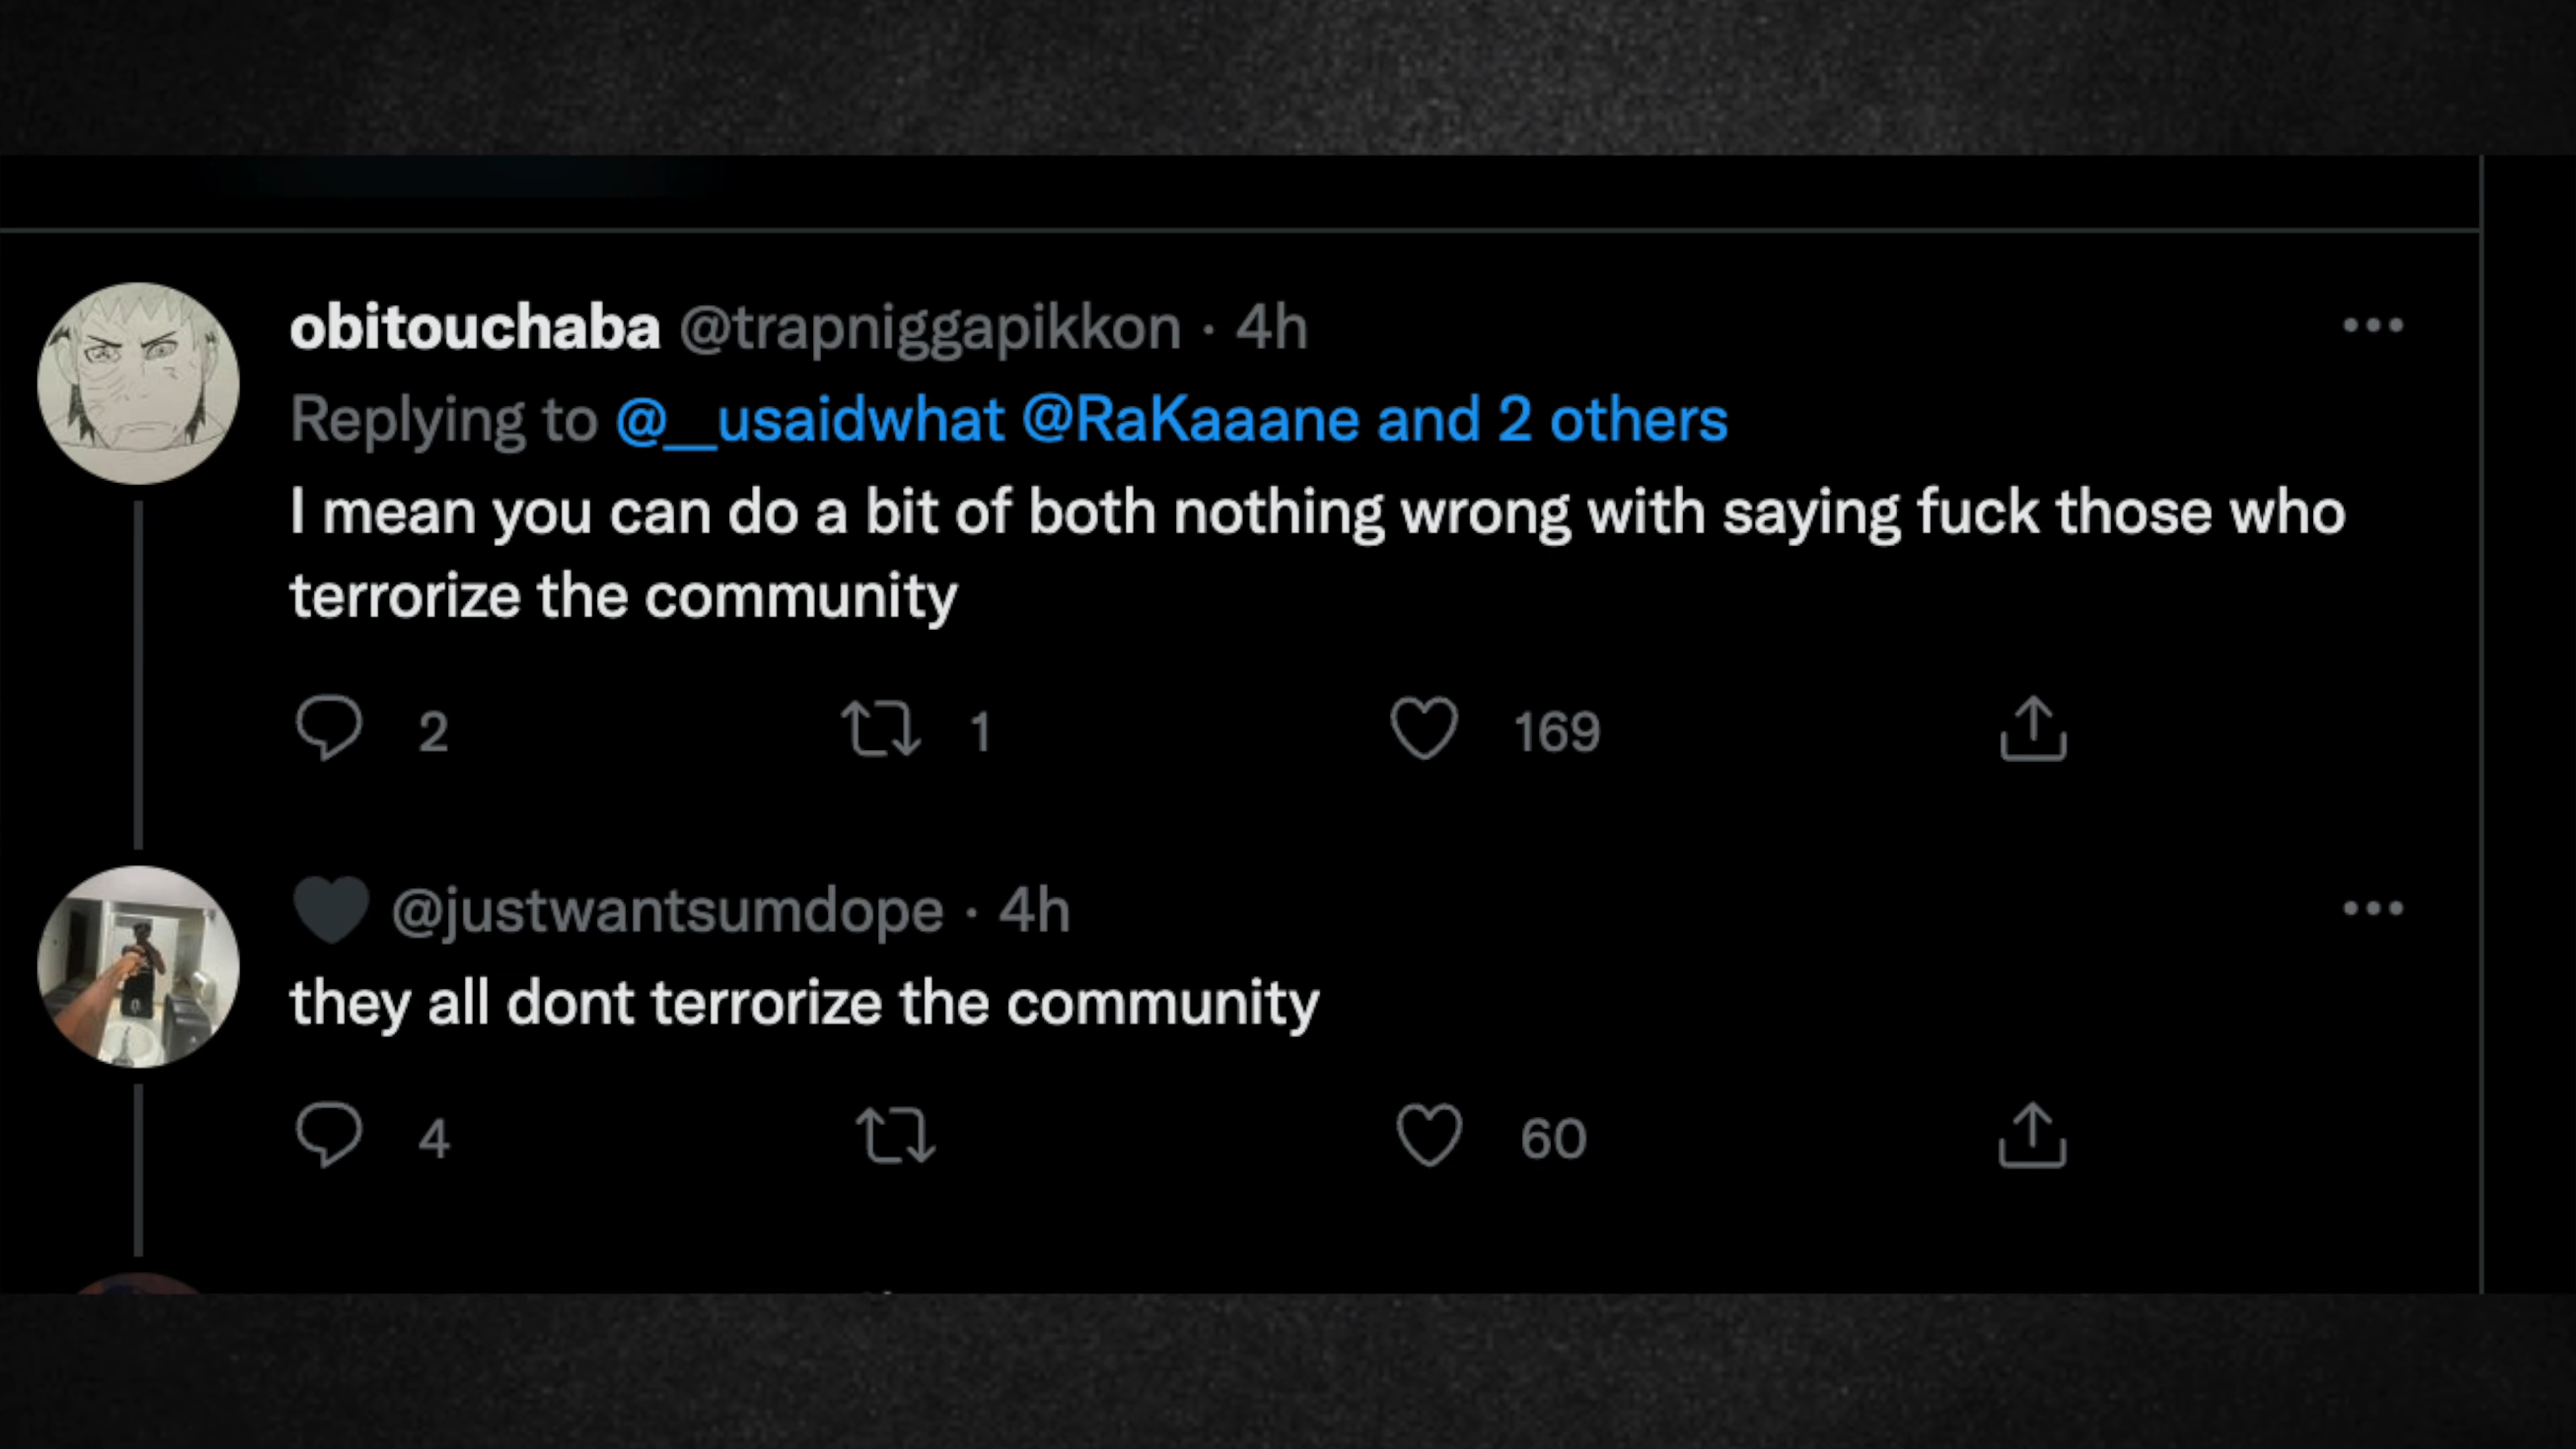 obitouchaba @trapniggapikkon · 4h
Replying to @__usaidwhat @RaKaaane and 2 others
I mean you can do a bit of both nothing wrong with saying fuck those who
terrorize the community
2 1 169
@justwantsumdope · 4h
they all dont terrorize the community
4 60